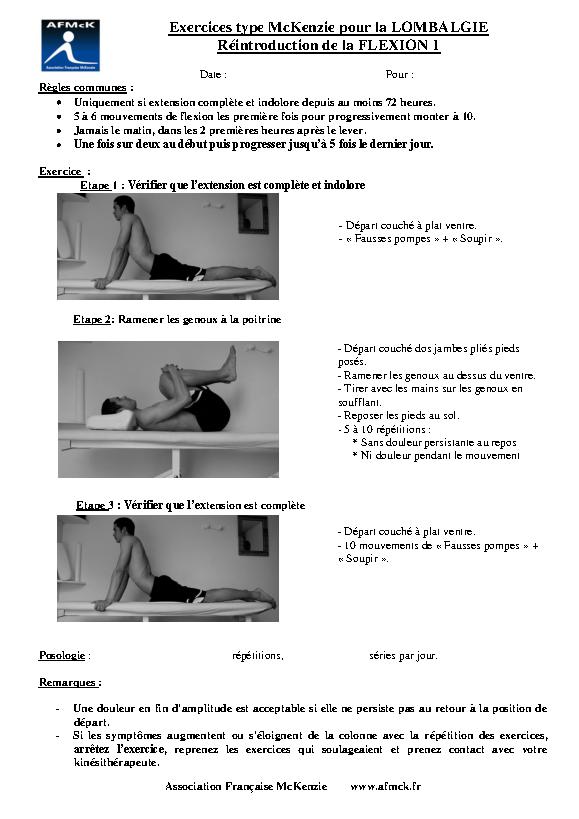 AFMcK
Association Française McKenzie
Exercices type McKenzie pour la LOMBALGIE
Réintroduction de la FLEXION 1
Date : Pour :
Règles communes :
• Uniquement si extension complète et indolore depuis au moins 72 heures.
• 5 à 6 mouvements de flexion les première fois pour progressivement monter à 10.
• Jamais le matin, dans les 2 premières heures après le lever.
• Une fois sur deux au début puis progresser jusqu'à 5 fois le dernier jour.
Exercice :
Etape 1 : Vérifier que l'extension est complète et indolore
- Départ couché à plat ventre.
- « Fausses pompes » + « Soupir ».
Etape 2: Ramener les genoux à la poitrine
- Départ couché dos jambes pliés pieds
posés.
- Ramener les genoux au dessus du ventre.
- Tirer avec les mains sur les genoux en
soufflant.
- Reposer les pieds au sol.
- 5 à 10 répétitions :
* Sans douleur persistante au repos
* Ni douleur pendant le mouvement
Etape 3 : Vérifier que l'extension est complète
- Départ couché à plat ventre.
- 10 mouvements de « Fausses pompes » +
« Soupir ».
Posologie : répétitions, séries par jour.
Remarques :
- Une douleur en fin d'amplitude est acceptable si elle ne persiste pas au retour à la position de
départ.
- Si les symptômes augmentent ou s'éloignent de la colonne avec la répétition des exercices,
arrêtez l'exercice, reprenez les exercices qui soulageaient et prenez contact avec votre
kinésithérapeute.
Association Française McKenzie www.afmck.fr